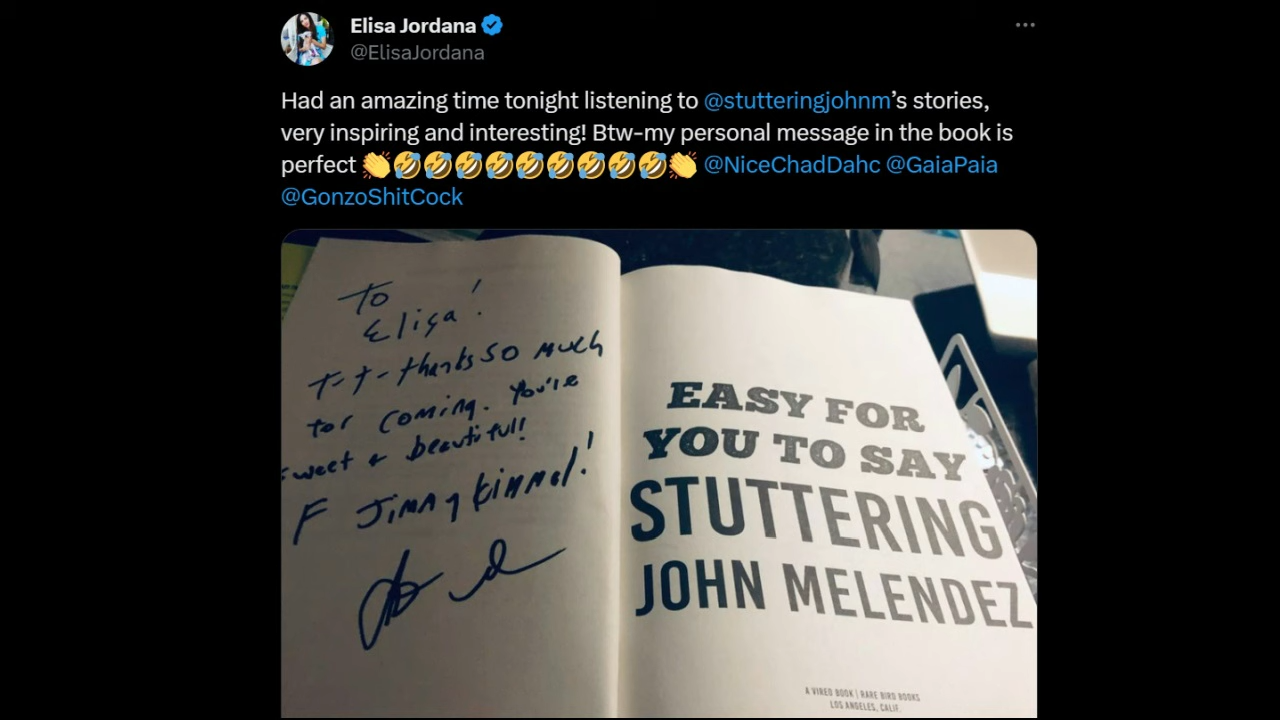 Elisa Jordana
@ElisaJordana
Had an amazing time tonight listening to @stutteringjohnm’s stories,
very inspiring and interesting! Btw-my personal message in the book is
perfect 👏🤣🤣🤣🤣🤣🤣🤣🤣🤣👏 @NiceChadDahc @GaiaPaia
@GonzoShitCock
To
Elisa!
T-t-thanks so much
for coming. You're
sweet & beautiful!
F Jimmy Kimmel!
EASY FOR
YOU TO SAY
STUTTERING
JOHN MELENDEZ
A VIREO BOOK | RARE BIRD BOOKS
LOS ANGELES, CALIF.